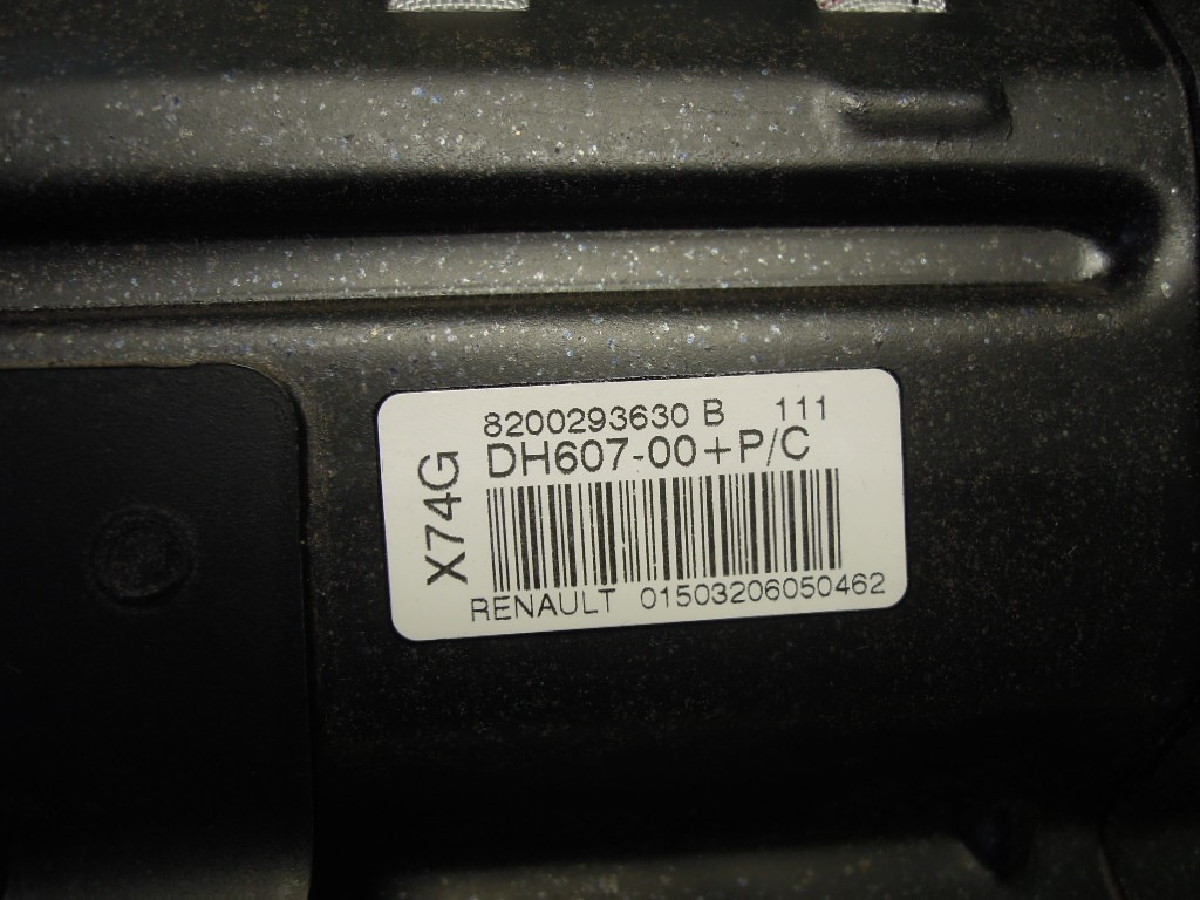 8200293630 B 111
DH607-00+P/C
X74G
RENAULT 01503206050462